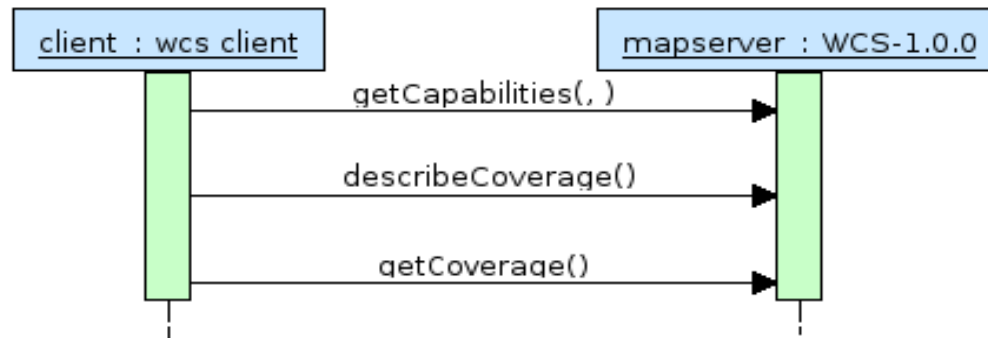 client : wcs client
mapserver : WCS-1.0.0
getCapabilities(, )
describeCoverage()
getCoverage()